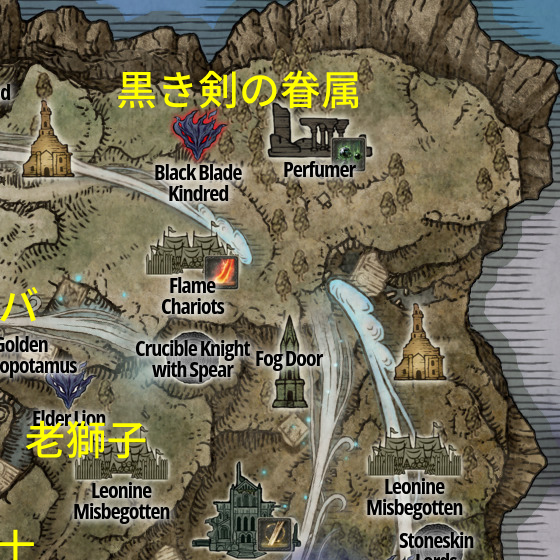 d
黒き剣の眷属
Black Blade
Kindred
Perfumer
Flame
Chariots
バ
Golden
opotamus
Crucible Knight
with Spear
Fog Door
Elder Lion
老獅子
Leonine
Misbegotten
Leonine
Misbegotten
Stoneskin
Lords
士